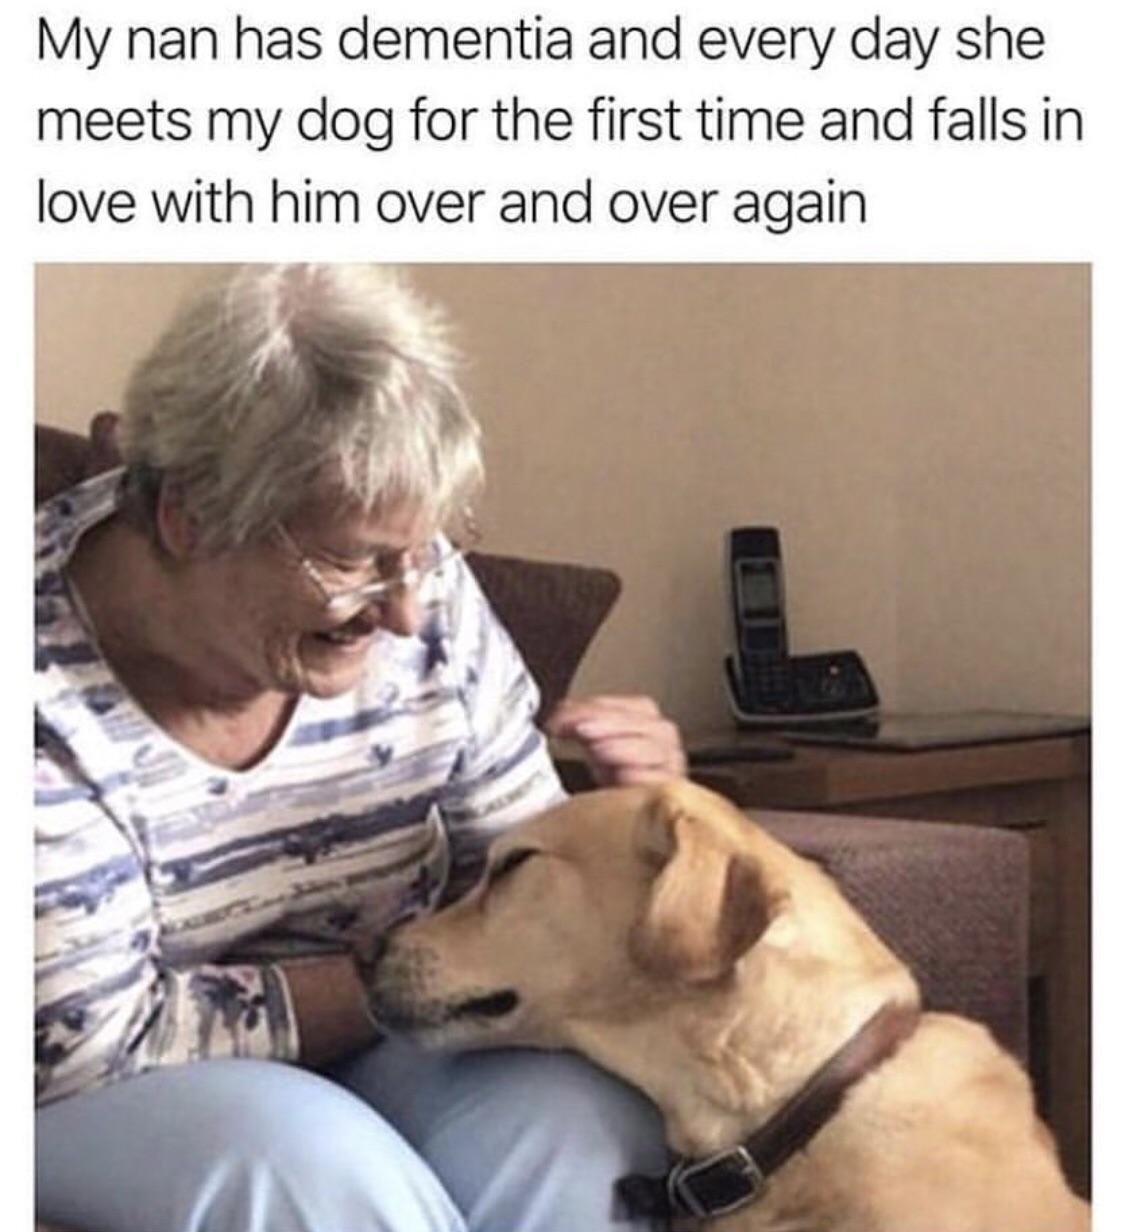 My nan has dementia and every day she
meets my dog for the first time and falls in
love with him over and over again